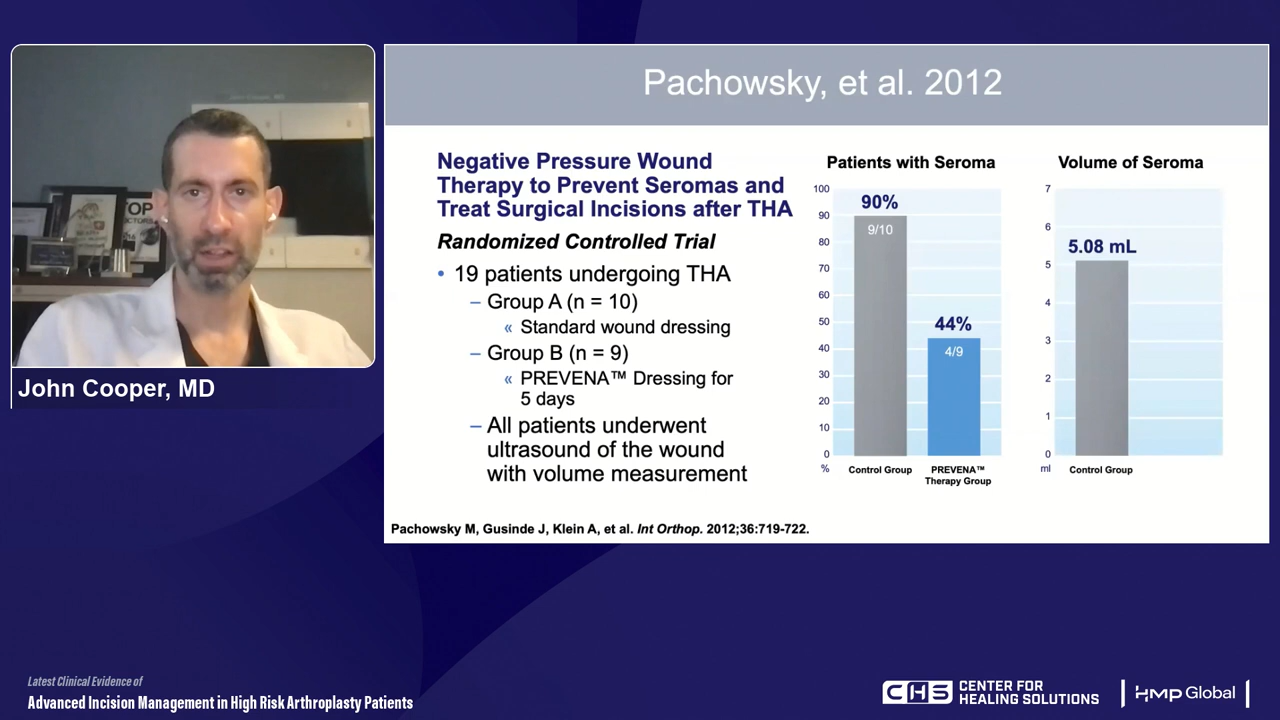 Pachowsky, et al. 2012
Negative Pressure Wound
Therapy to Prevent Seromas and
Treat Surgical Incisions after THA
Randomized Controlled Trial
• 19 patients undergoing THA
– Group A (n = 10)
« Standard wound dressing
– Group B (n = 9)
« PREVENA™ Dressing for
5 days
– All patients underwent
ultrasound of the wound
with volume measurement
Patients with Seroma
100
90
80
70
60
50
40
30
20
10
0
%
90%
9/10
44%
4/9
Control Group
PREVENA™
Therapy Group
Volume of Seroma
7
6
5
4
3
2
1
0
ml
5.08 mL
Control Group
Pachowsky M, Gusinde J, Klein A, et al. Int Orthop. 2012;36:719-722.
TOP
John Cooper, MD
Latest Clinical Evidence of
Advanced Incision Management in High Risk Arthroplasty Patients
CHS
CENTER FOR
HEALING SOLUTIONS
HMP Global